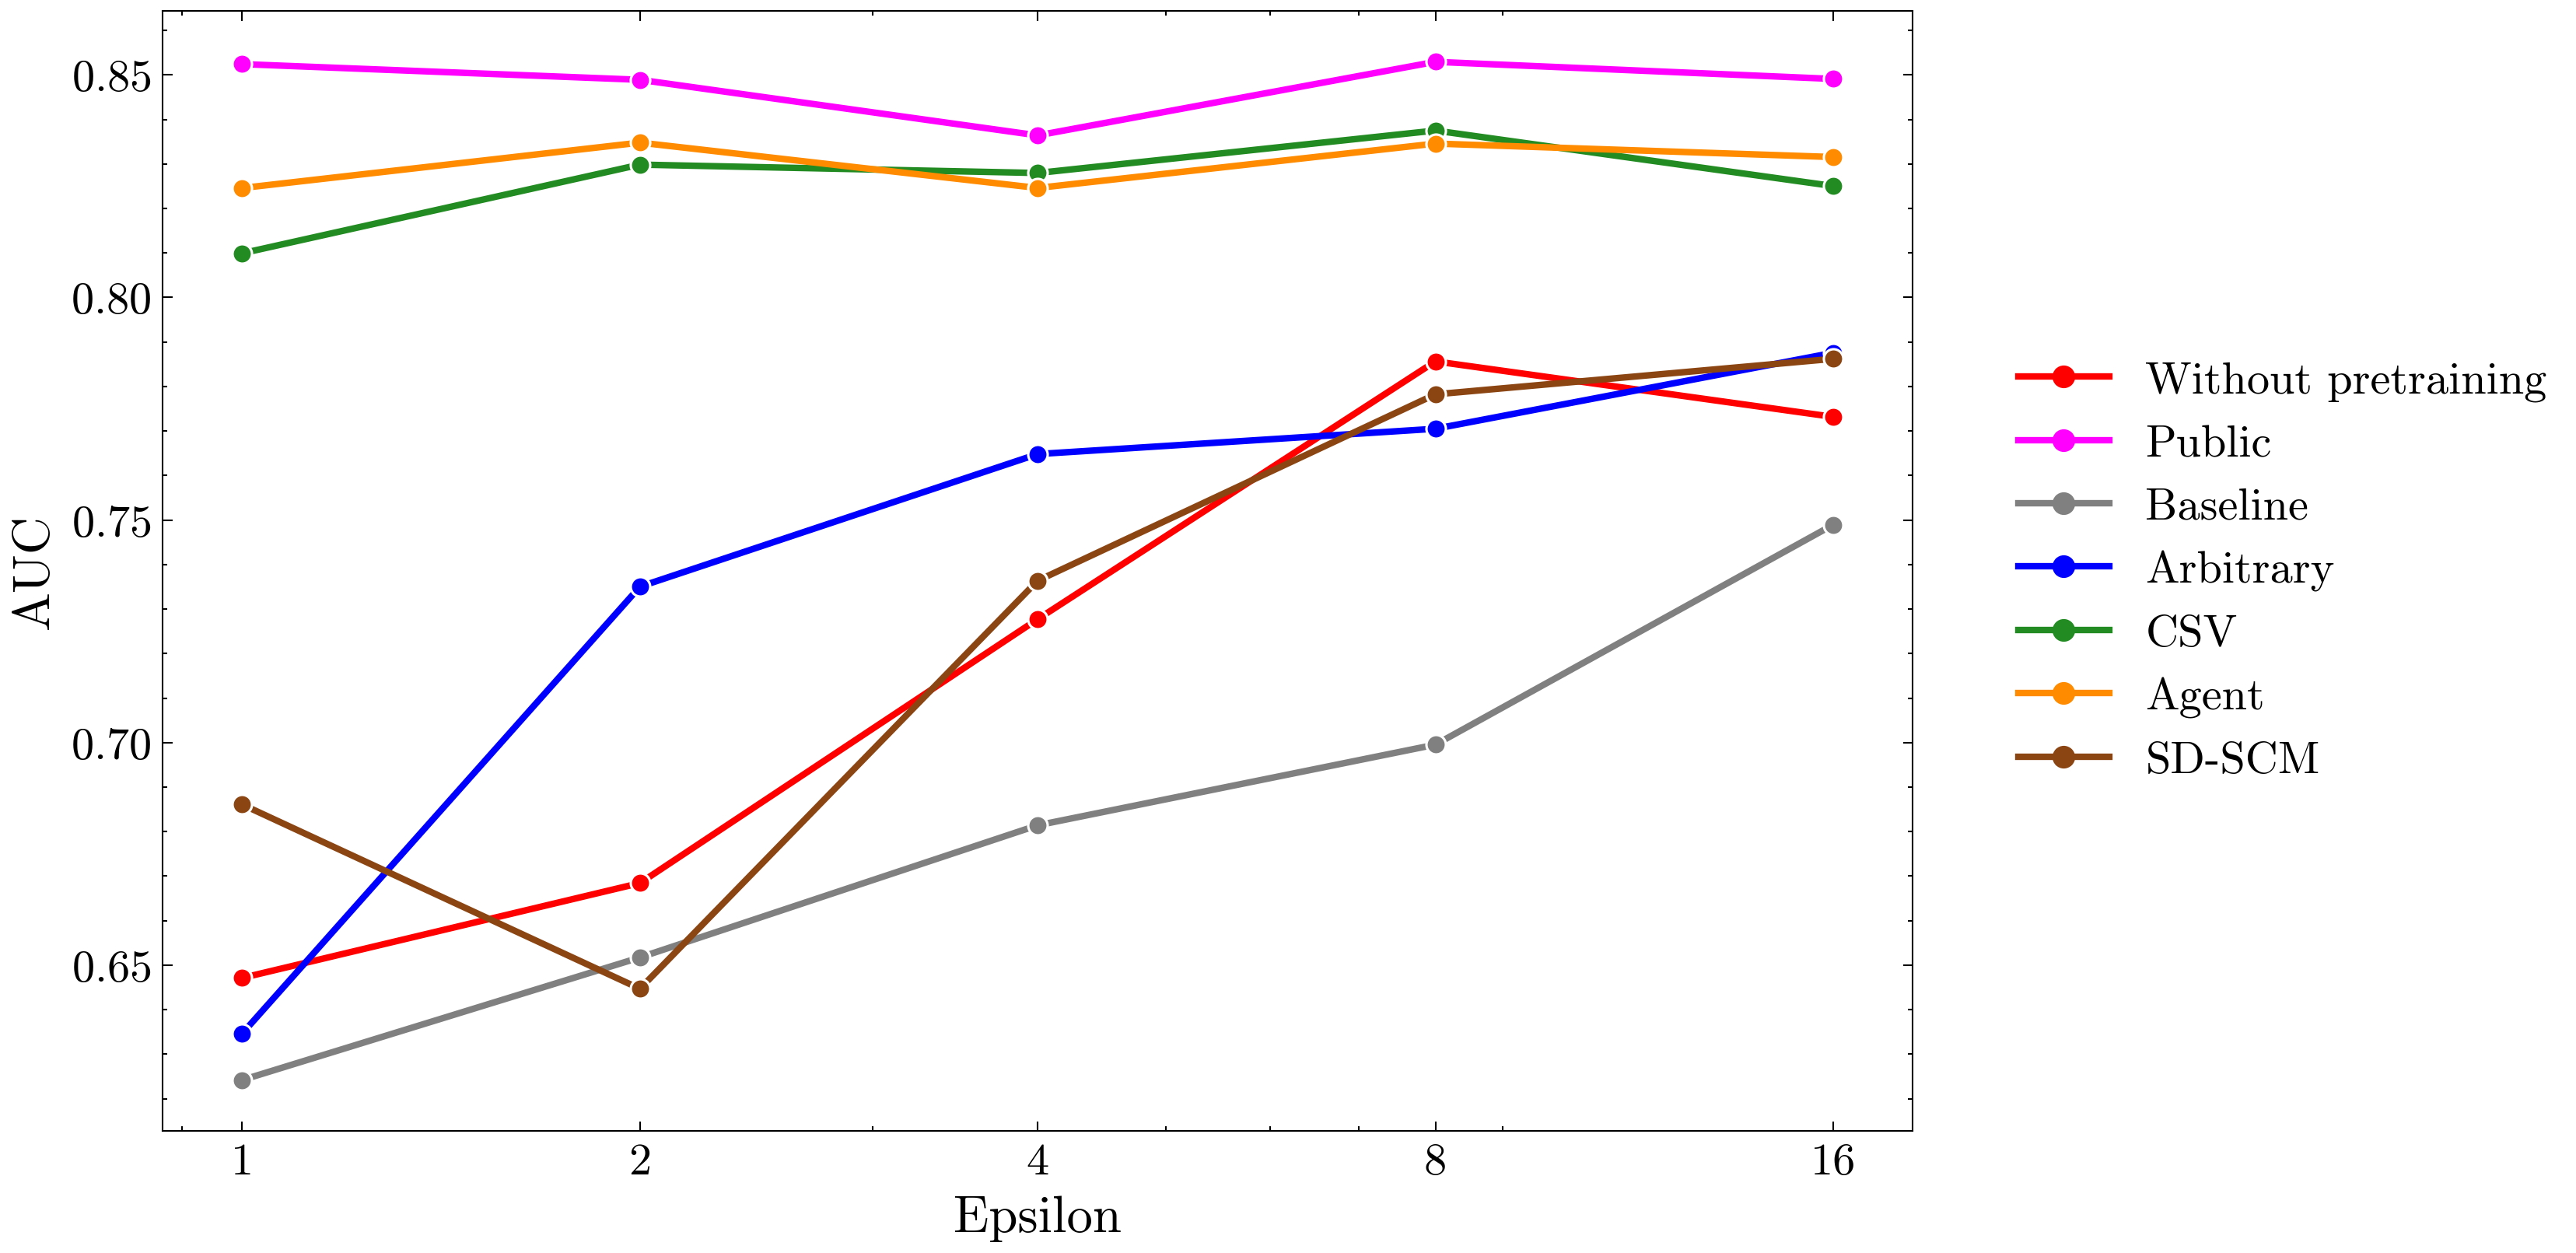 0.85
0.80
0.75
0.70
0.65
AUC
1 2 4 8 16
Epsilon
Without pretraining
Public
Baseline
Arbitrary
CSV
Agent
SD-SCM